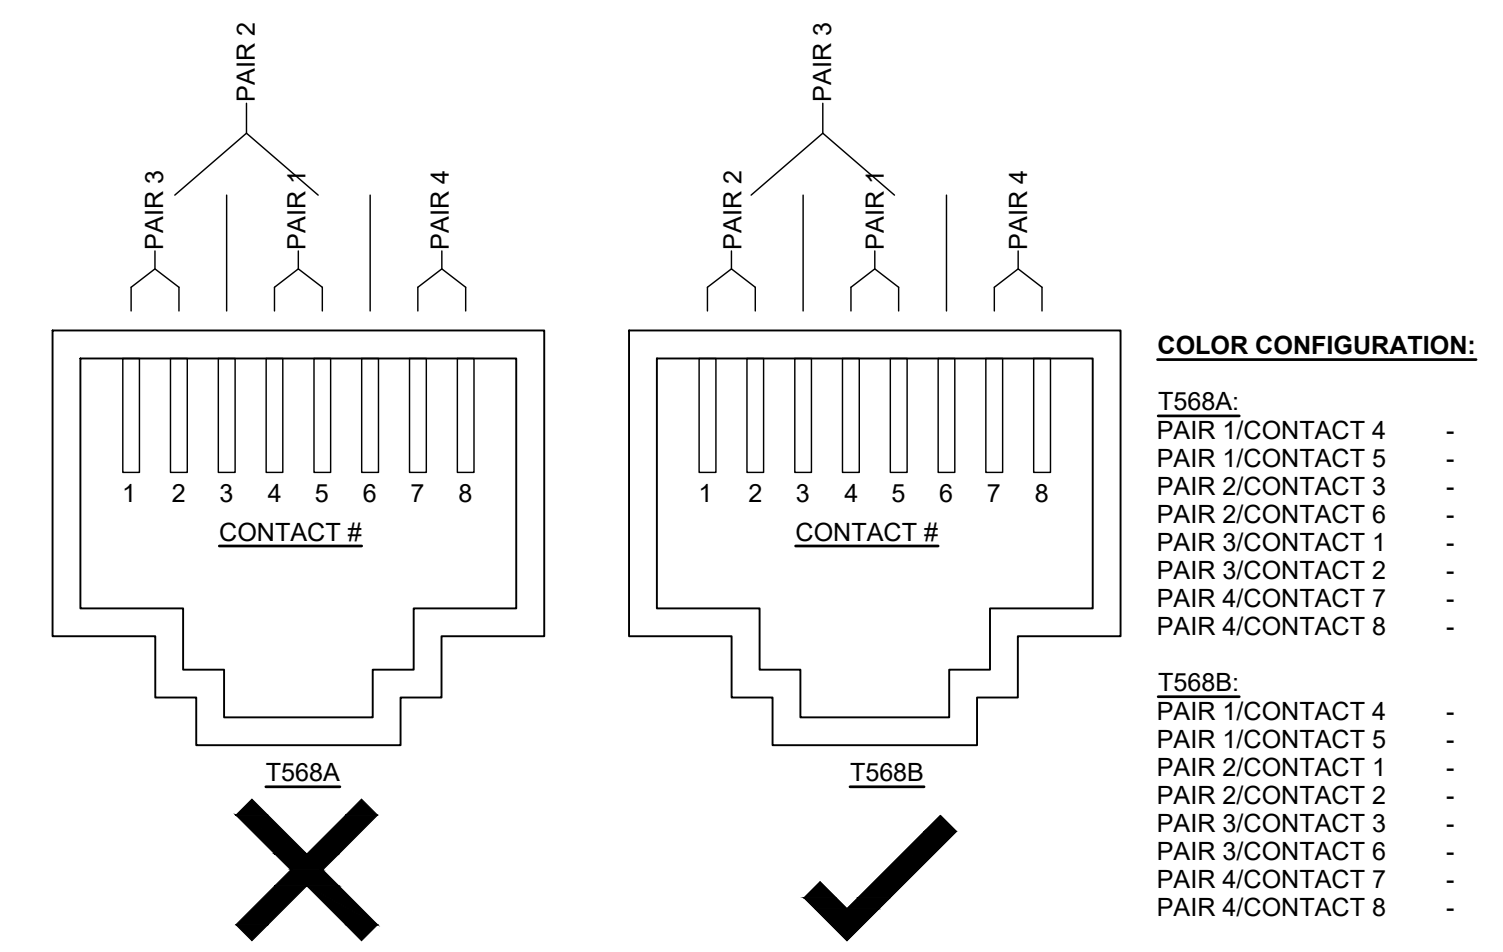 PAIR 2
PAIR 3
PAIR 1
PAIR 4
1 2 3 4 5 6 7 8
CONTACT #
T568A
PAIR 3
PAIR 2
PAIR 1
PAIR 4
1 2 3 4 5 6 7 8
CONTACT #
T568B
COLOR CONFIGURATION:
T568A:
PAIR 1/CONTACT 4 -
PAIR 1/CONTACT 5 -
PAIR 2/CONTACT 3 -
PAIR 2/CONTACT 6 -
PAIR 3/CONTACT 1 -
PAIR 3/CONTACT 2 -
PAIR 4/CONTACT 7 -
PAIR 4/CONTACT 8 -
T568B:
PAIR 1/CONTACT 4 -
PAIR 1/CONTACT 5 -
PAIR 2/CONTACT 1 -
PAIR 2/CONTACT 2 -
PAIR 3/CONTACT 3 -
PAIR 3/CONTACT 6 -
PAIR 4/CONTACT 7 -
PAIR 4/CONTACT 8 -